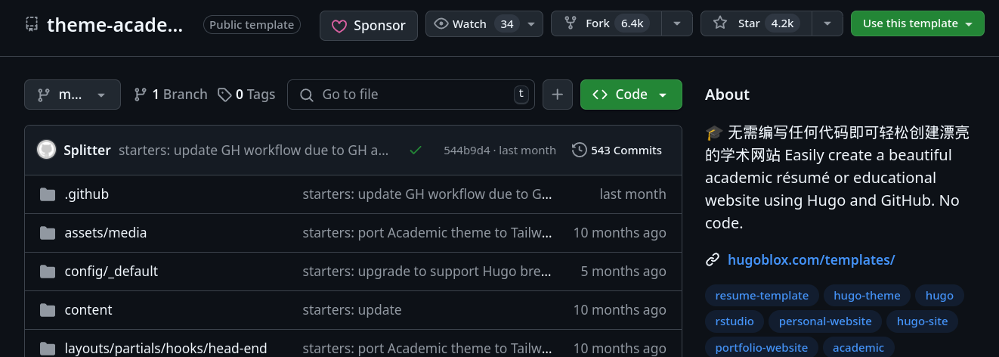 theme-acade... Public template Sponsor Watch 34 Fork 6.4k Star 4.2k Use this template
m... 1 Branch 0 Tags Go to file t Code
Splitter starters: update GH workflow due to GH a... 544b9d4 · last month 543 Commits
.github starters: update GH workflow due to G... last month
assets/media starters: port Academic theme to Tailw... 10 months ago
config/_default starters: upgrade to support Hugo bre... 5 months ago
content starters: update 10 months ago
layouts/partials/hooks/head-end starters: port Academic theme to Tailw... 10 months ago
About
🎓 无需编写任何代码即可轻松创建漂亮
的学术网站 Easily create a beautiful
academic résumé or educational
website using Hugo and GitHub. No
code.
hugoblox.com/templates/
resume-template hugo-theme hugo
rstudio personal-website hugo-site
portfolio-website academic